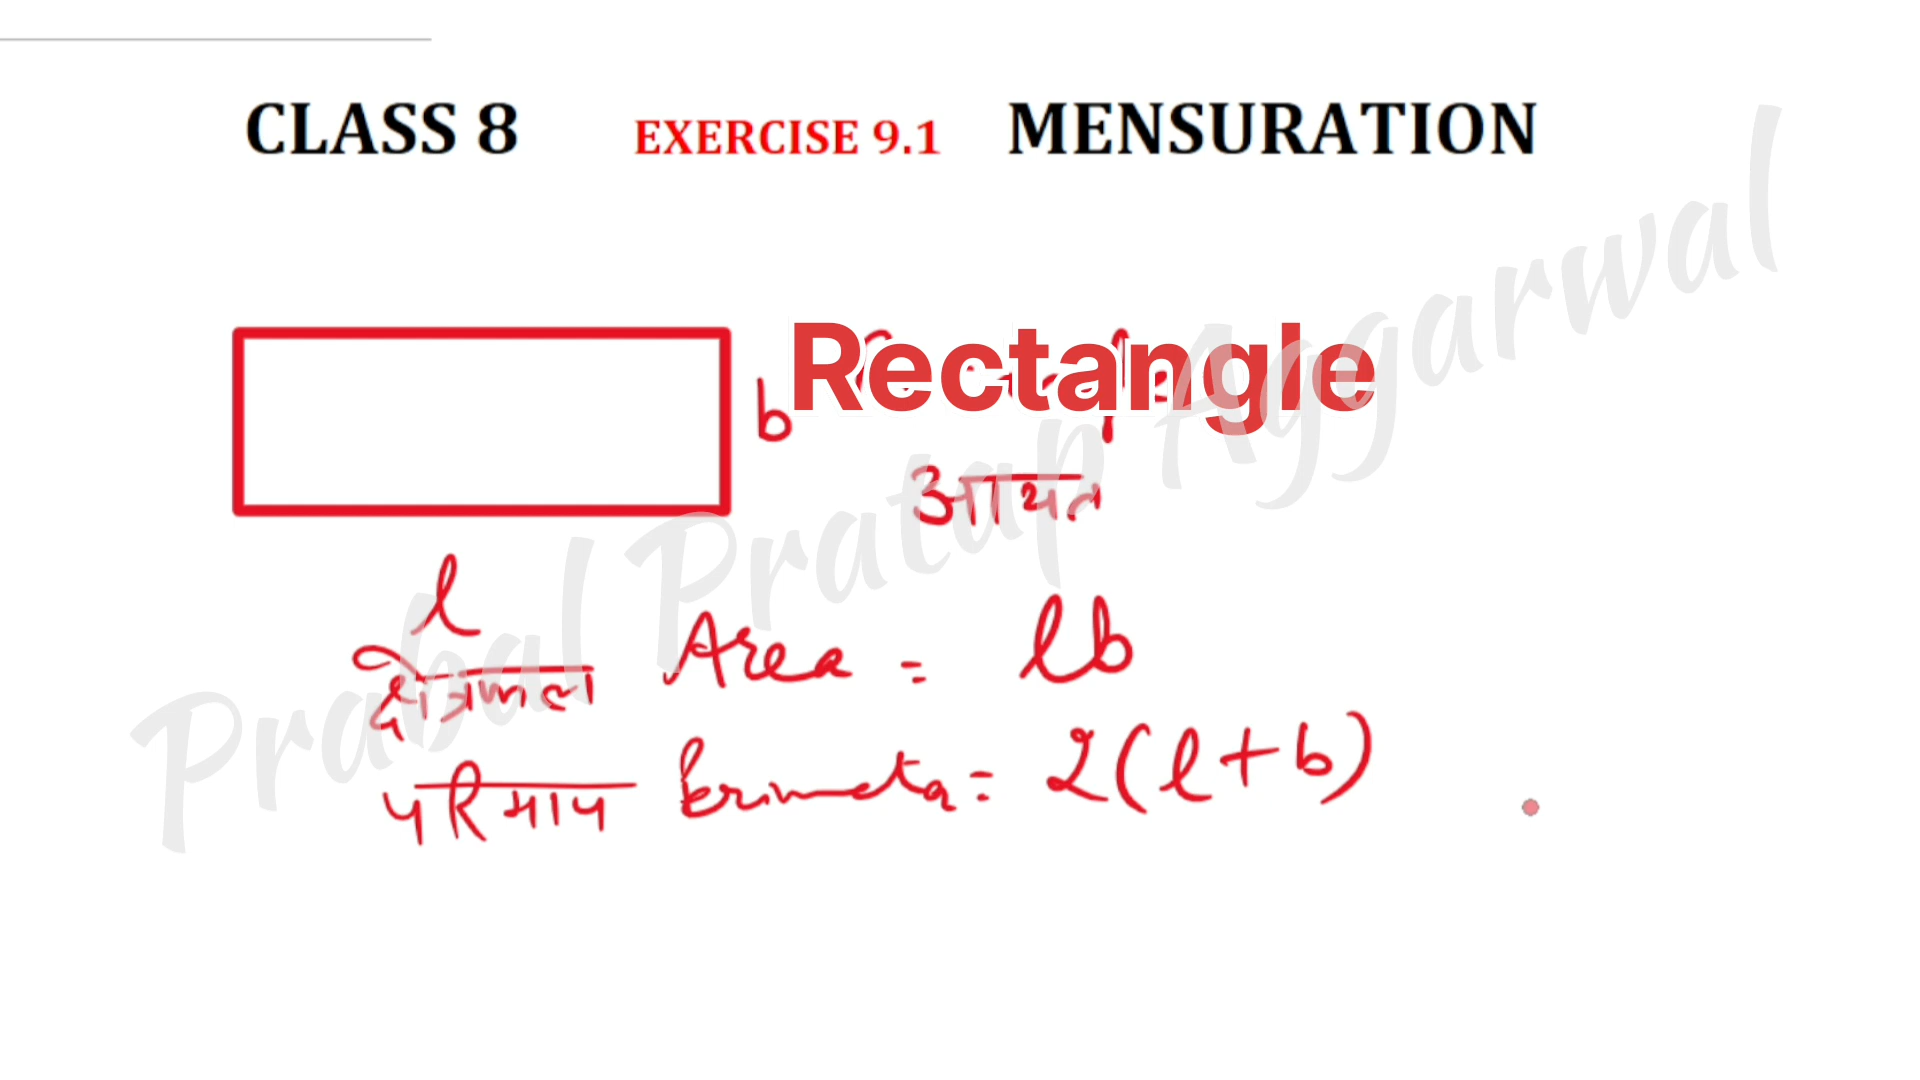 CLASS 8 EXERCISE 9.1 MENSURATION
b Rectangle
आयत
l
क्षेत्रफल Area = lb
परिमाप Perimeter = 2(l+b)
Prabal Pratap Aggarwal